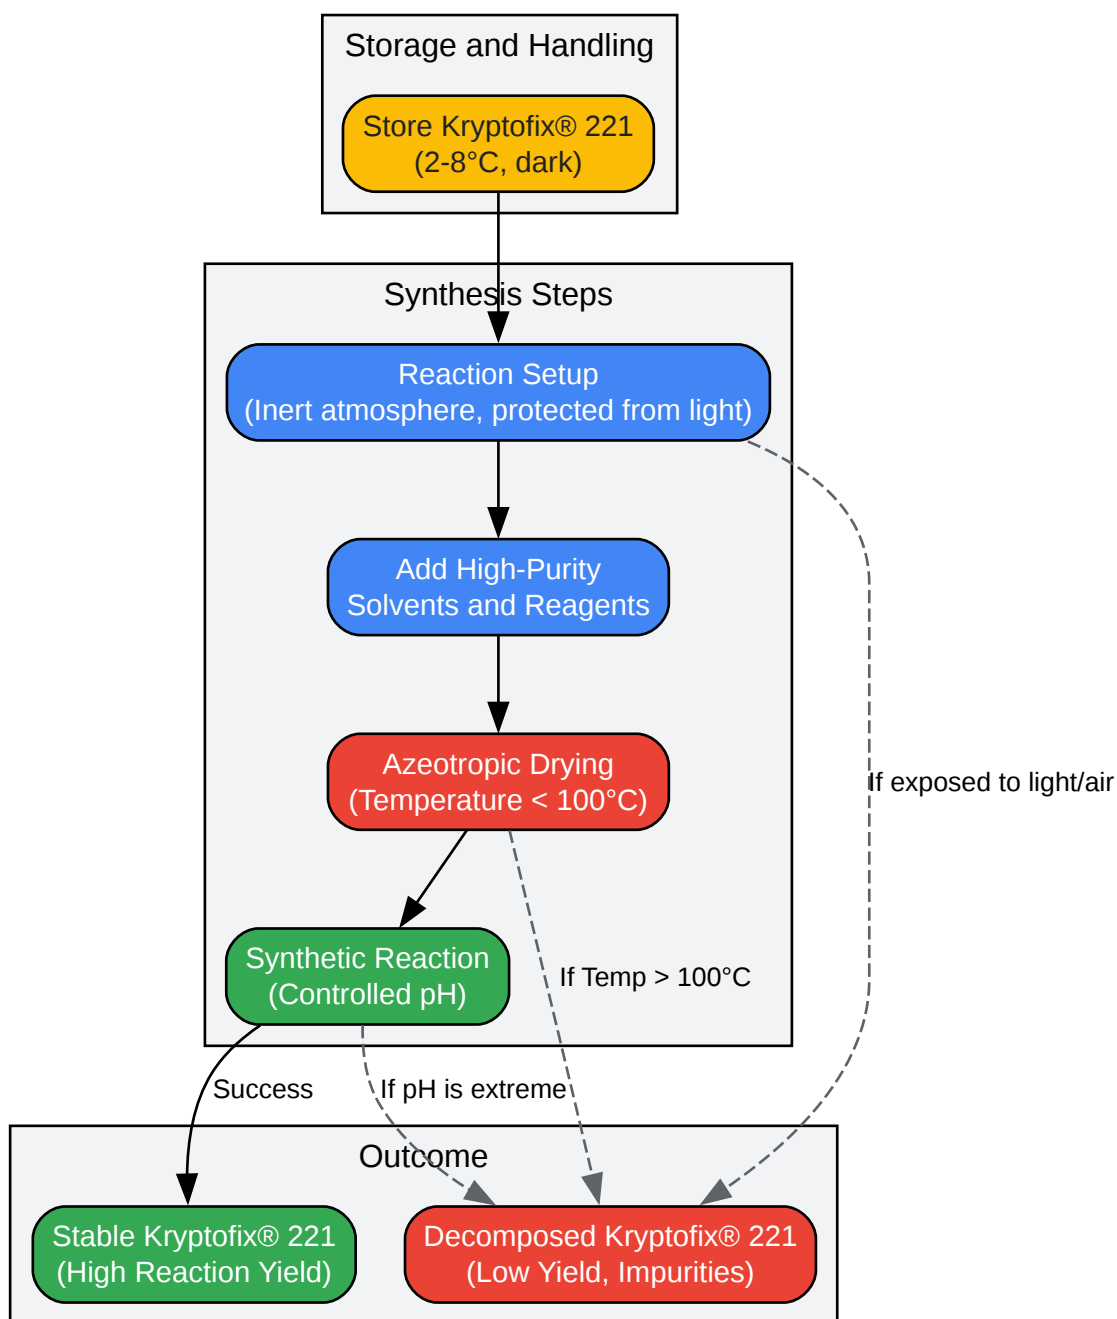 Storage and Handling
Store Kryptofix® 221
(2-8°C, dark)
Synthesis Steps
Reaction Setup
(Inert atmosphere, protected from light)
Add High-Purity
Solvents and Reagents
Azeotropic Drying
(Temperature < 100°C)
If exposed to light/air
Synthetic Reaction
(Controlled pH)
If Temp > 100°C
Success
If pH is extreme
Outcome
Stable Kryptofix® 221
(High Reaction Yield)
Decomposed Kryptofix® 221
(Low Yield, Impurities)